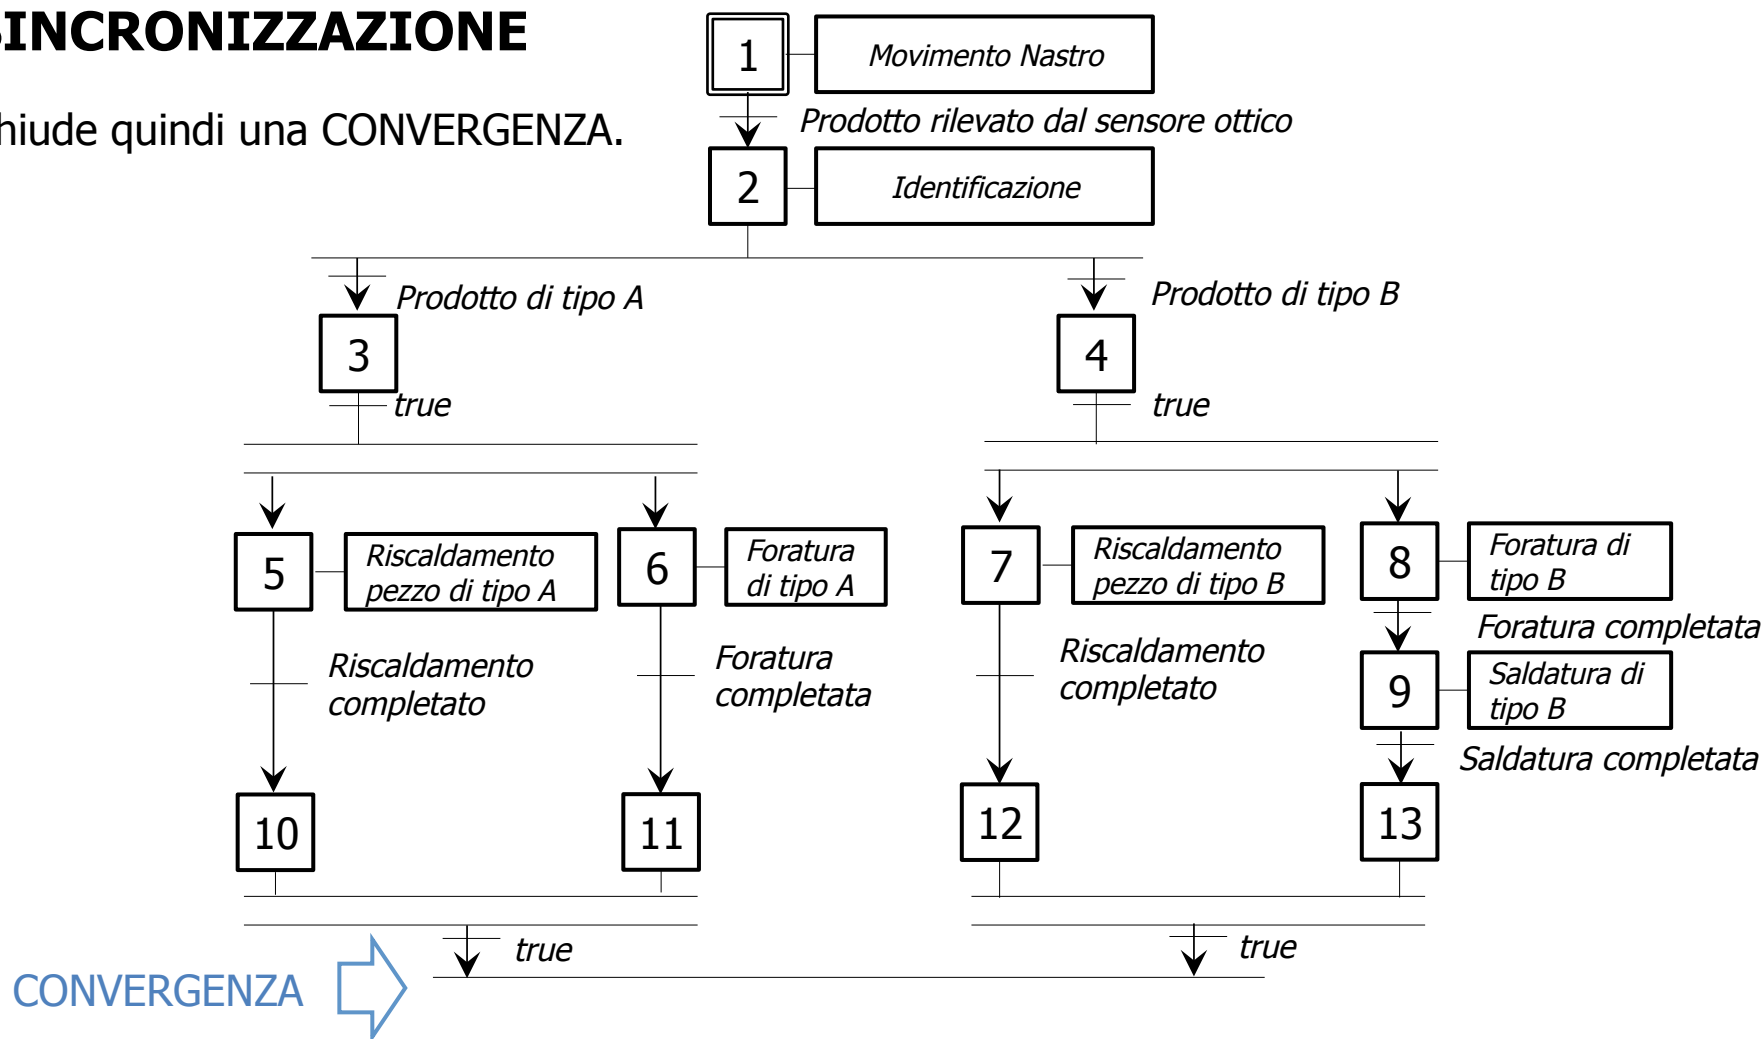 SINCRONIZZAZIONE
hiude quindi una CONVERGENZA.
1
Movimento Nastro
Prodotto rilevato dal sensore ottico
2
Identificazione
Prodotto di tipo A
Prodotto di tipo B
3
4
true
true
5
Riscaldamento
pezzo di tipo A
6
Foratura
di tipo A
7
Riscaldamento
pezzo di tipo B
8
Foratura di
tipo B
Foratura completata
Riscaldamento
completato
Foratura
completata
Riscaldamento
completato
9
Saldatura di
tipo B
Saldatura completata
10
11
12
13
true
true
CONVERGENZA